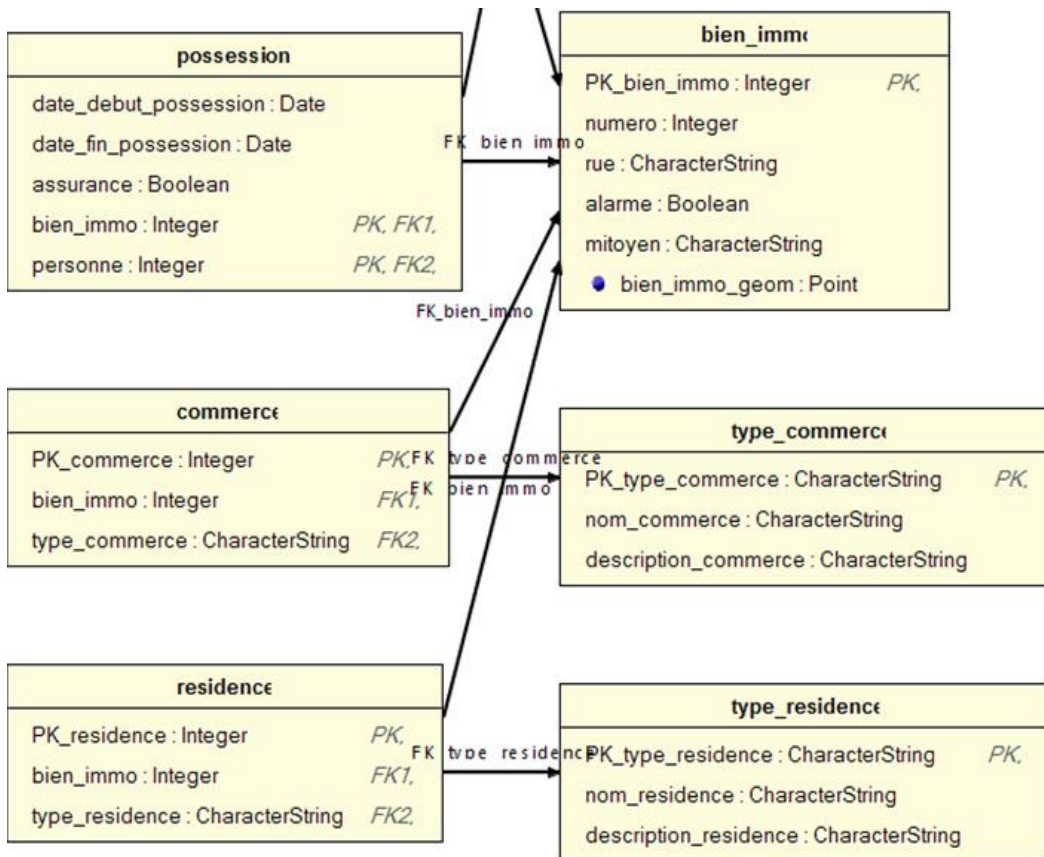 possession
date_debut_possession : Date
date_fin_possession : Date
assurance : Boolean
bien_immo : Integer PK, FK1,
personne : Integer PK, FK2,
FK_bien_immo
bien_immo
PK_bien_immo : Integer PK,
numero : Integer
rue : CharacterString
alarme : Boolean
mitoyen : CharacterString
bien_immo_geom : Point
FK_bien_immo
commerce
PK_commerce : Integer PK,
bien_immo : Integer FK1,
type_commerce : CharacterString FK2,
FK_type_commerce
FK_bien_immo
type_commerce
PK_type_commerce : CharacterString PK,
nom_commerce : CharacterString
description_commerce : CharacterString
residence
PK_residence : Integer PK,
bien_immo : Integer FK1,
type_residence : CharacterString FK2,
FK_type_residence
type_residence
PK_type_residence : CharacterString PK,
nom_residence : CharacterString
description_residence : CharacterString